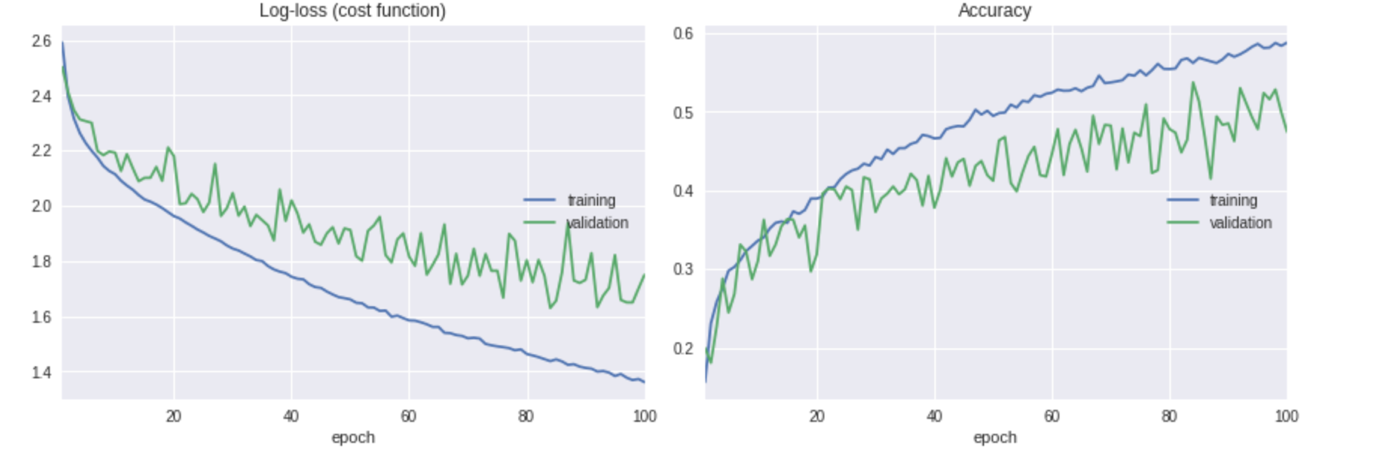 Log-loss (cost function)
2.6
2.4
2.2
2.0
1.8
1.6
1.4
training
validation
20 40 60 80 100
epoch
Accuracy
0.6
0.5
0.4
0.3
0.2
training
validation
20 40 60 80 100
epoch